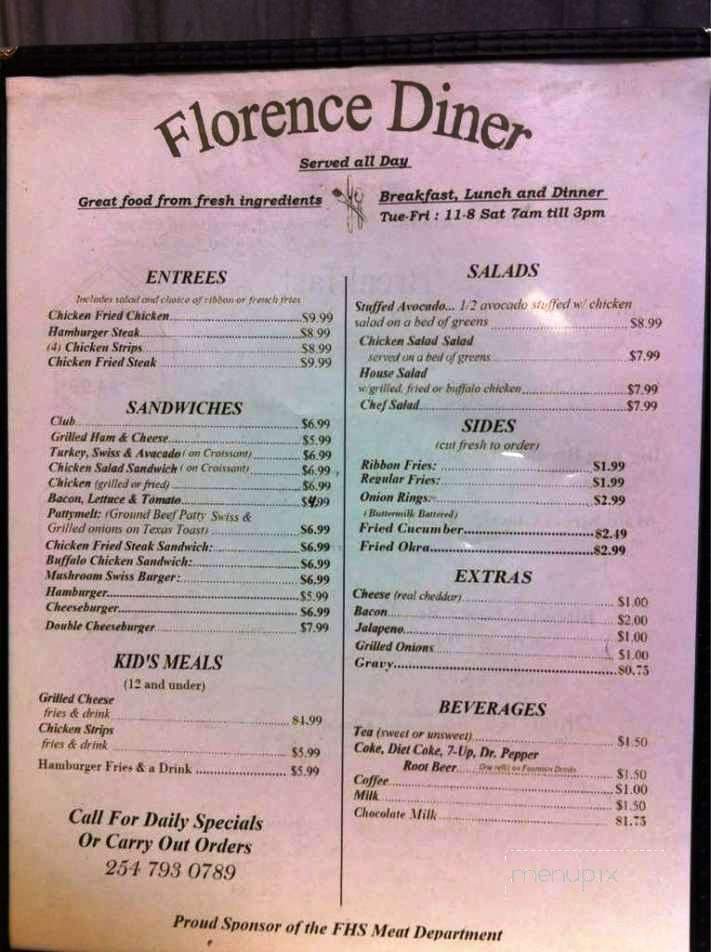 Florence Diner
Served all Day
Great food from fresh ingredients
Breakfast, Lunch and Dinner
Tue-Fri : 11-8 Sat 7am till 3pm
ENTREES
Includes salad and choice of ribbon or french fries
Chicken Fried Chicken....$9.99
Hamburger Steak....$8.99
(4) Chicken Strips....$8.99
Chicken Fried Steak ....$9.99
SANDWICHES
Club....$6.99
Grilled Ham & Cheese....$5.99
Turkey, Swiss & Avacado ( on Croissant)....$6.99
Chicken Salad Sandwich ( on Croissant)....$6.99
Chicken (grilled or fried) ....$6.99
Bacon, Lettuce & Tomato....$4.99
Pattymelt: (Ground Beef Patty Swiss &
Grilled onions on Texas Toast) ....$6.99
Chicken Fried Steak Sandwich:....$6.99
Buffalo Chicken Sandwich:....$6.99
Mushroom Swiss Burger:....$6.99
Hamburger....$5.99
Cheeseburger....$6.99
Double Cheeseburger....$7.99
KID'S MEALS
(12 and under)
Grilled Cheese
fries & drink ....$4.99
Chicken Strips
fries & drink ....$5.99
Hamburger Fries & a Drink ....$5.99
Call For Daily Specials
Or Carry Out Orders
254 793 0789
SALADS
Stuffed Avocado... 1/2 avocado stuffed w/ chicken
salad on a bed of greens ....$8.99
Chicken Salad Salad
served on a bed of greens....$7.99
House Salad
w/grilled, fried or buffalo chicken....$7.99
Chef Salad....$7.99
SIDES
(cut fresh to order)
Ribbon Fries: ....$1.99
Regular Fries:....$1.99
Onion Rings:....$2.99
( Buttermilk Battered)
Fried Cucumber....$2.49
Fried Okra....$2.99
EXTRAS
Cheese (real cheddar)....$1.00
Bacon....$2.00
Jalapeno....$1.00
Grilled Onions....$1.00
Gravy....$0.75
BEVERAGES
Tea (sweet or unsweet)....$1.50
Coke, Diet Coke, 7-Up, Dr. Pepper
Root Beer.... One refill on Fountain Drinks ....$1.50
Coffee....$1.00
Milk....$1.50
Chocolate Milk....$1.75
menupix
Proud Sponsor of the FHS Meat Department